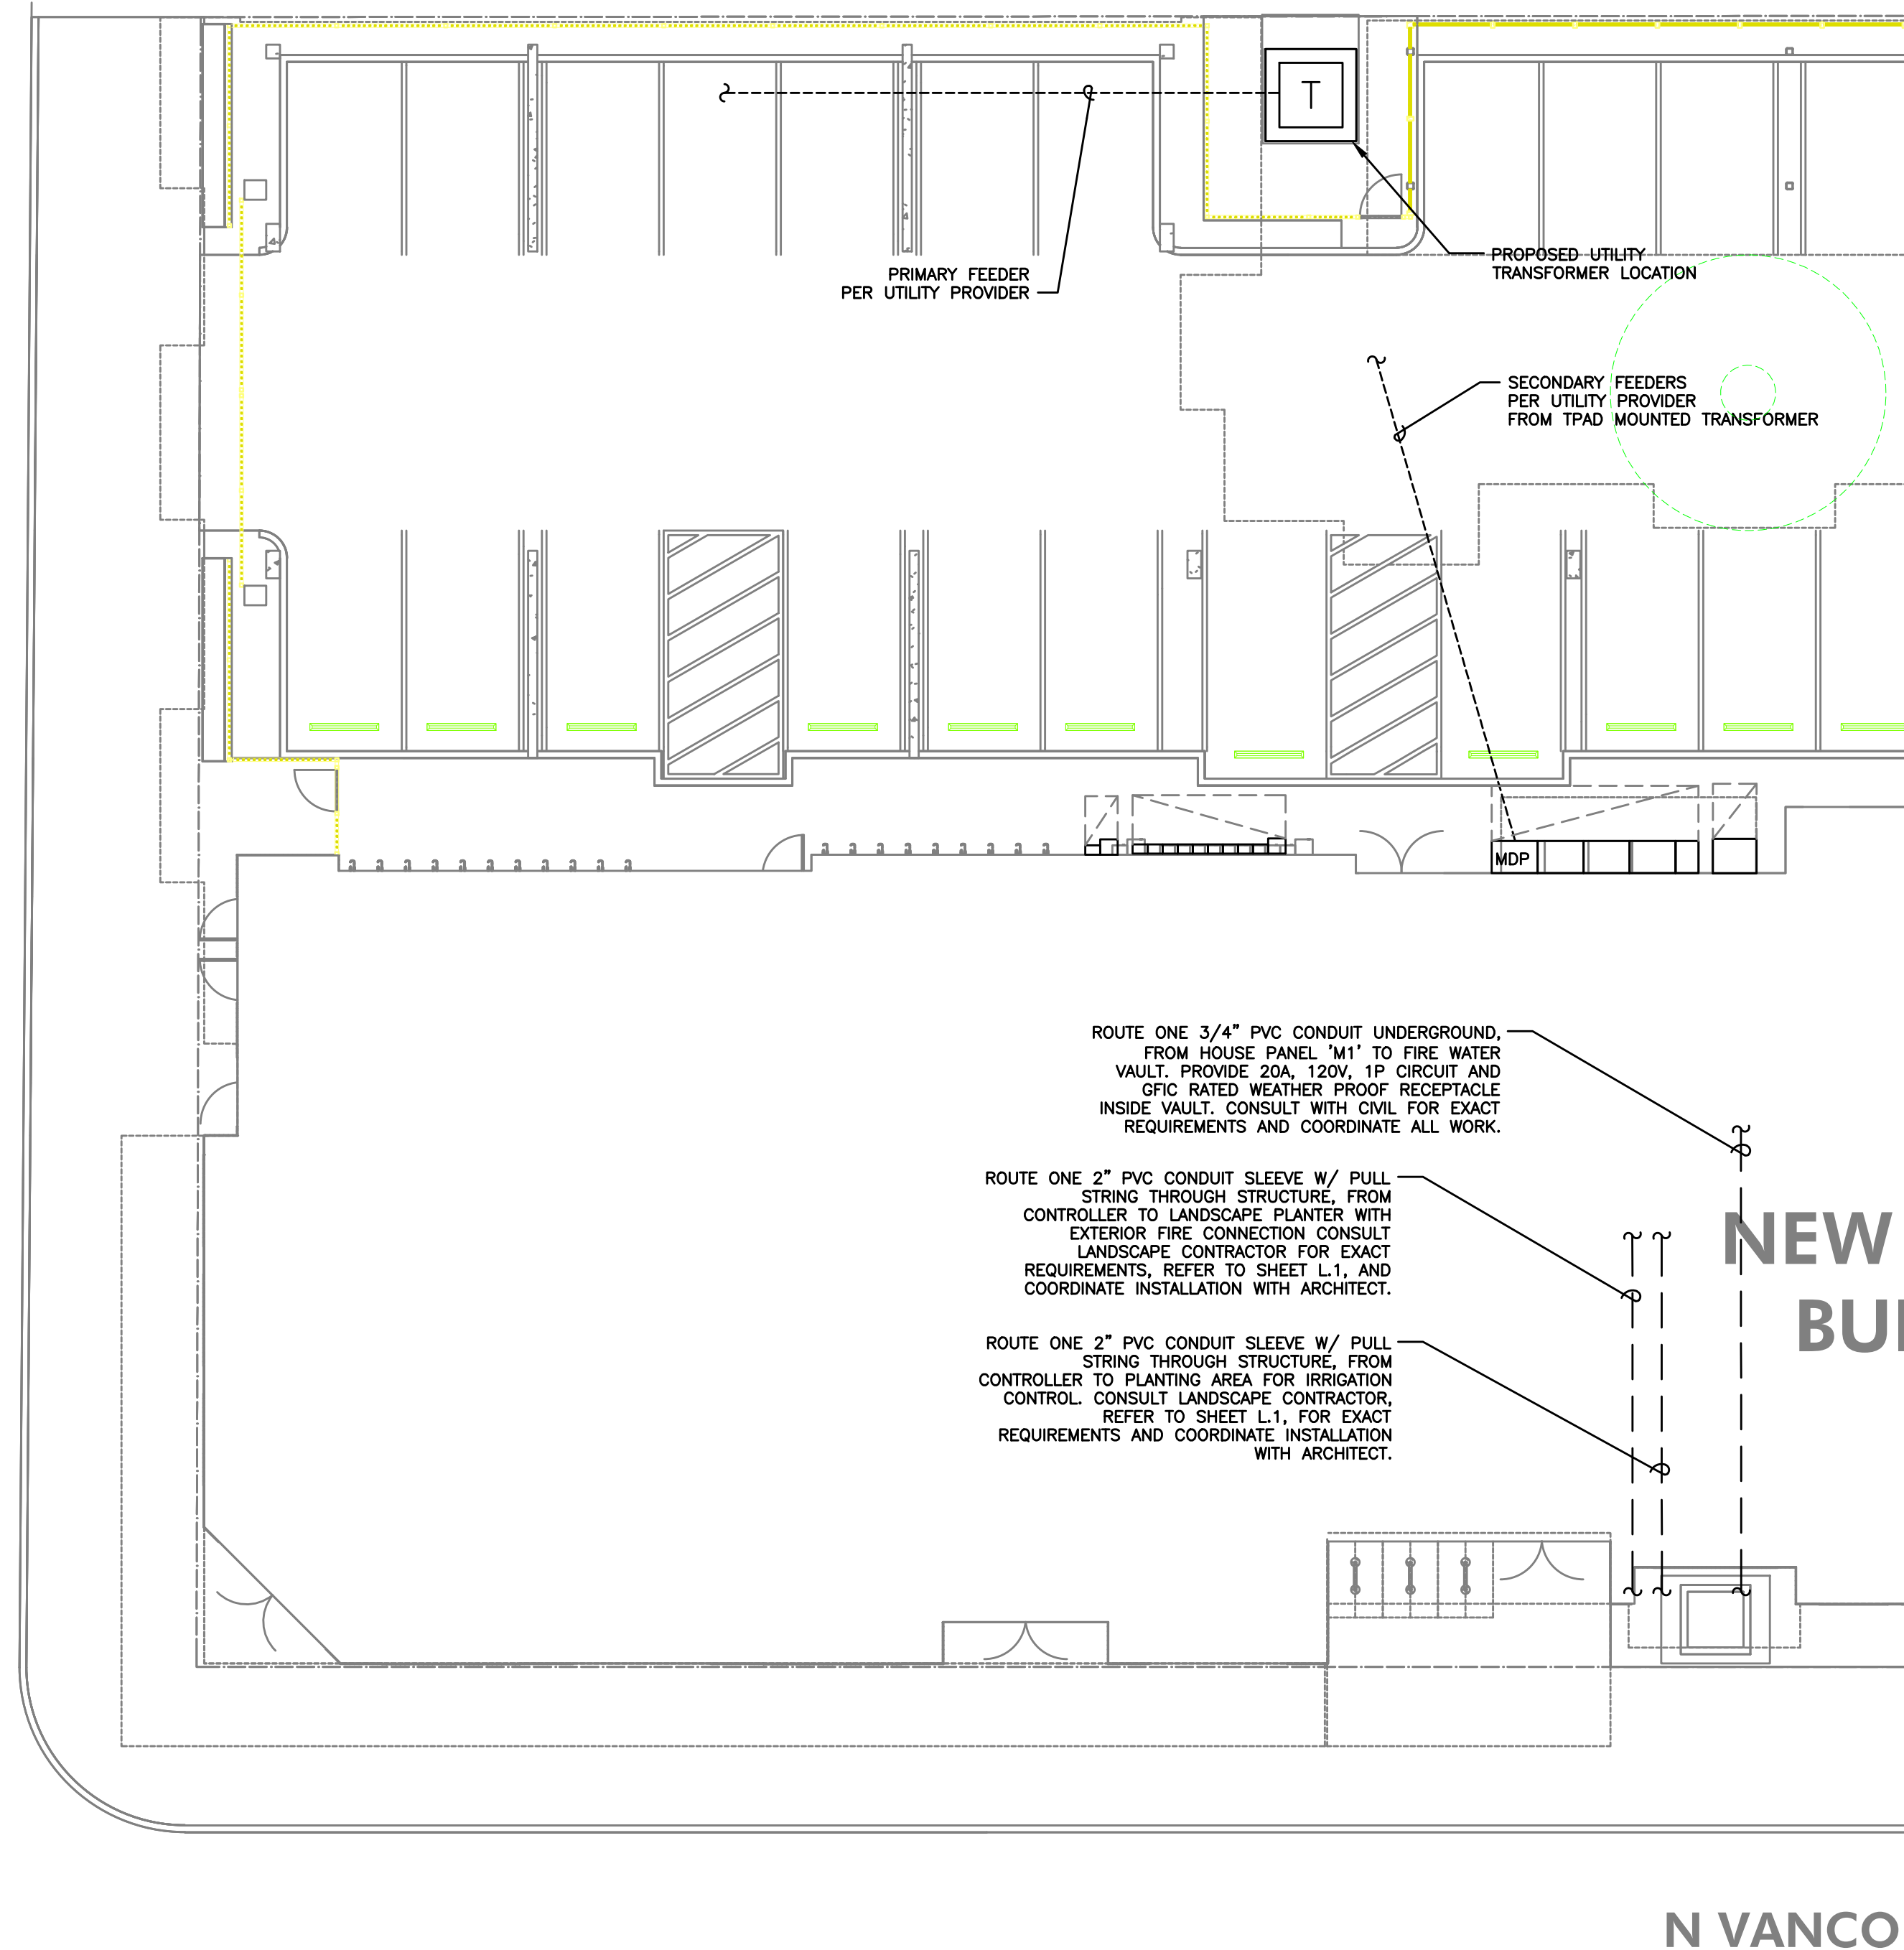 T
PRIMARY FEEDER
PER UTILITY PROVIDER
PROPOSED UTILITY
TRANSFORMER LOCATION
SECONDARY FEEDERS
PER UTILITY PROVIDER
FROM TPAD MOUNTED TRANSFORMER
MDP
ROUTE ONE 3/4" PVC CONDUIT UNDERGROUND,
FROM HOUSE PANEL 'M1' TO FIRE WATER
VAULT. PROVIDE 20A, 120V, 1P CIRCUIT AND
GFIC RATED WEATHER PROOF RECEPTACLE
INSIDE VAULT. CONSULT WITH CIVIL FOR EXACT
REQUIREMENTS AND COORDINATE ALL WORK.
ROUTE ONE 2" PVC CONDUIT SLEEVE W/ PULL
STRING THROUGH STRUCTURE, FROM
CONTROLLER TO LANDSCAPE PLANTER WITH
EXTERIOR FIRE CONNECTION CONSULT
LANDSCAPE CONTRACTOR FOR EXACT
REQUIREMENTS, REFER TO SHEET L.1, AND
COORDINATE INSTALLATION WITH ARCHITECT.
NEW
BUI
ROUTE ONE 2" PVC CONDUIT SLEEVE W/ PULL
STRING THROUGH STRUCTURE, FROM
CONTROLLER TO PLANTING AREA FOR IRRIGATION
CONTROL. CONSULT LANDSCAPE CONTRACTOR,
REFER TO SHEET L.1, FOR EXACT
REQUIREMENTS AND COORDINATE INSTALLATION
WITH ARCHITECT.
N VANCO